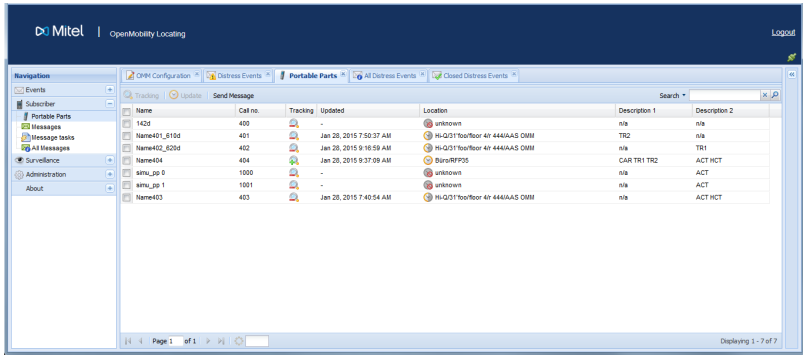 Mitel | OpenMobility Locating
Logout
Navigation
OMM Configuration
Distress Events
Portable Parts
All Distress Events
Closed Distress Events
Events
Subscriber
Portable Parts
Messages
Message tasks
All Messages
Surveillance
Administration
About
Tracking Update Send Message Search
Name Call no. Tracking Updated Location Description 1 Description 2
142d 400 - unknown n/a n/a
Name401_610d 401 Jan 28, 2015 7:50:37 AM Hi-Q/31"foo/floor 4/r 444/AAS OMM TR2 n/a
Name402_620d 402 Jan 28, 2015 9:16:59 AM Hi-Q/31"foo/floor 4/r 444/AAS OMM n/a TR1
Name404 404 Jan 28, 2015 9:37:09 AM Büro/RFP35 CAR TR1 TR2 ACT HCT
simu_pp 0 1000 - unknown n/a ACT
simu_pp 1 1001 - unknown n/a ACT
Name403 403 Jan 28, 2015 7:40:54 AM Hi-Q/31"foo/floor 4/r 444/AAS OMM n/a ACT HCT
Page 1 of 1 Displaying 1 - 7 of 7